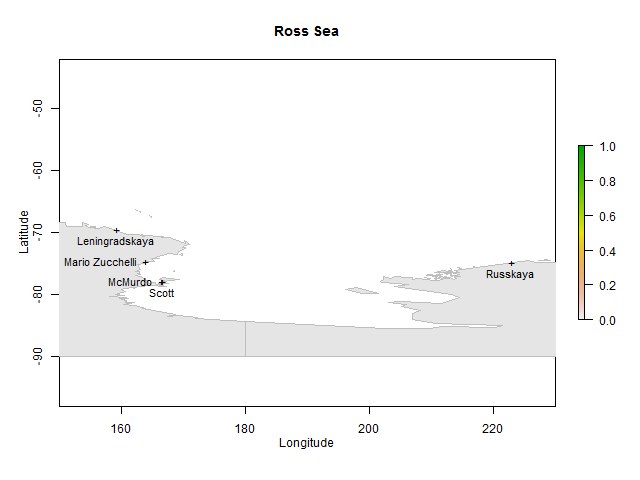 Ross Sea
-50
-60
-70
-80
-90
Latitude
Leningradskaya
Mario Zucchelli
McMurdo
Scott
Russkaya
160
180
200
220
Longitude
1.0
0.8
0.6
0.4
0.2
0.0